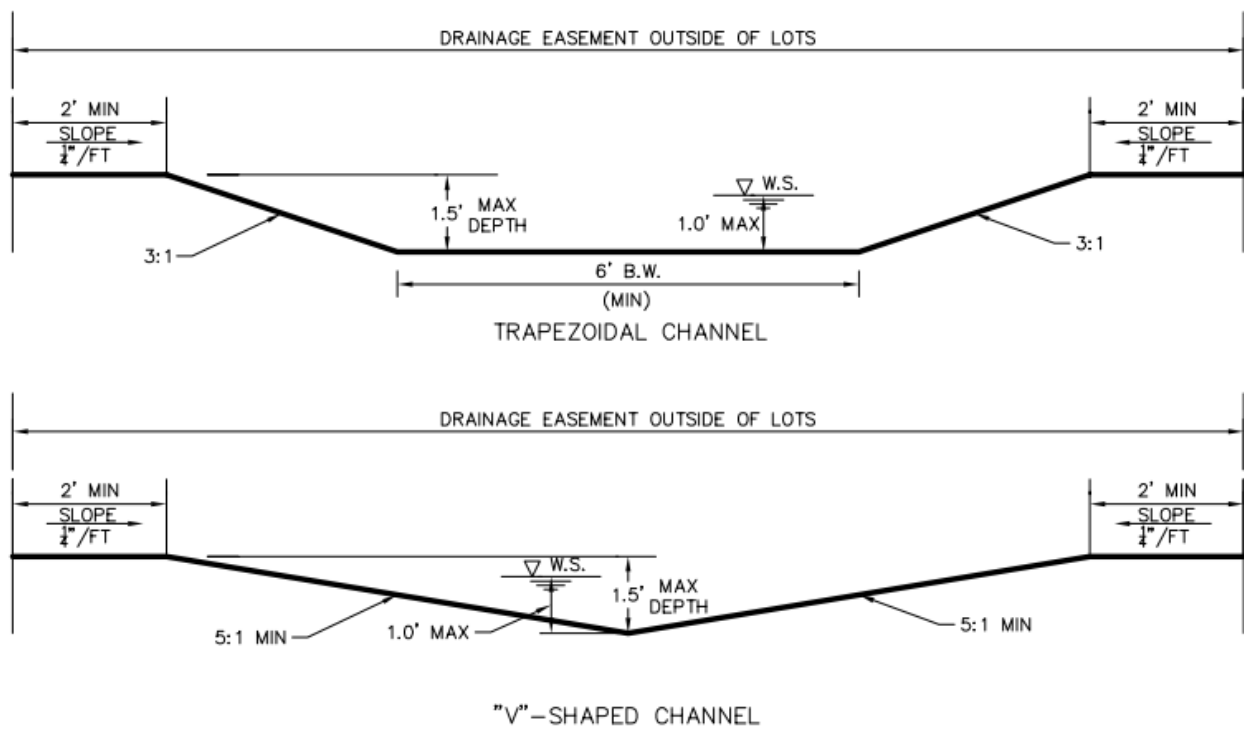 DRAINAGE EASEMENT OUTSIDE OF LOTS
2' MIN
SLOPE
¼"/FT
2' MIN
SLOPE
¼"/FT
W.S.
1.5' MAX
DEPTH
1.0' MAX
3:1
3:1
6' B.W.
(MIN)
TRAPEZOIDAL CHANNEL
DRAINAGE EASEMENT OUTSIDE OF LOTS
2' MIN
SLOPE
¼"/FT
2' MIN
SLOPE
¼"/FT
W.S.
1.5' MAX
DEPTH
5:1 MIN
1.0' MAX
5:1 MIN
"V"-SHAPED CHANNEL